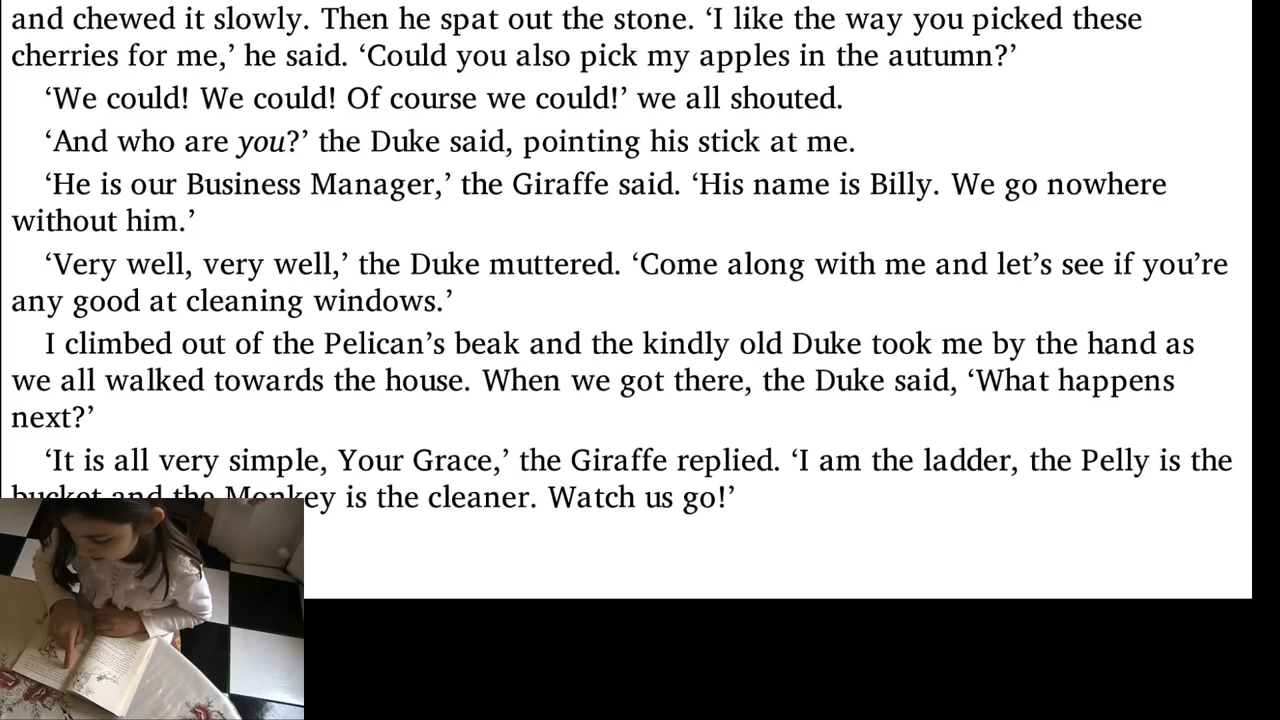 and chewed it slowly. Then he spat out the stone. ‘I like the way you picked these
cherries for me,’ he said. ‘Could you also pick my apples in the autumn?’
‘We could! We could! Of course we could!’ we all shouted.
‘And who are you?’ the Duke said, pointing his stick at me.
‘He is our Business Manager,’ the Giraffe said. ‘His name is Billy. We go nowhere
without him.’
‘Very well, very well,’ the Duke muttered. ‘Come along with me and let’s see if you’re
any good at cleaning windows.’
I climbed out of the Pelican’s beak and the kindly old Duke took me by the hand as
we all walked towards the house. When we got there, the Duke said, ‘What happens
next?’
‘It is all very simple, Your Grace,’ the Giraffe replied. ‘I am the ladder, the Pelly is the
bucket and the Monkey is the cleaner. Watch us go!’